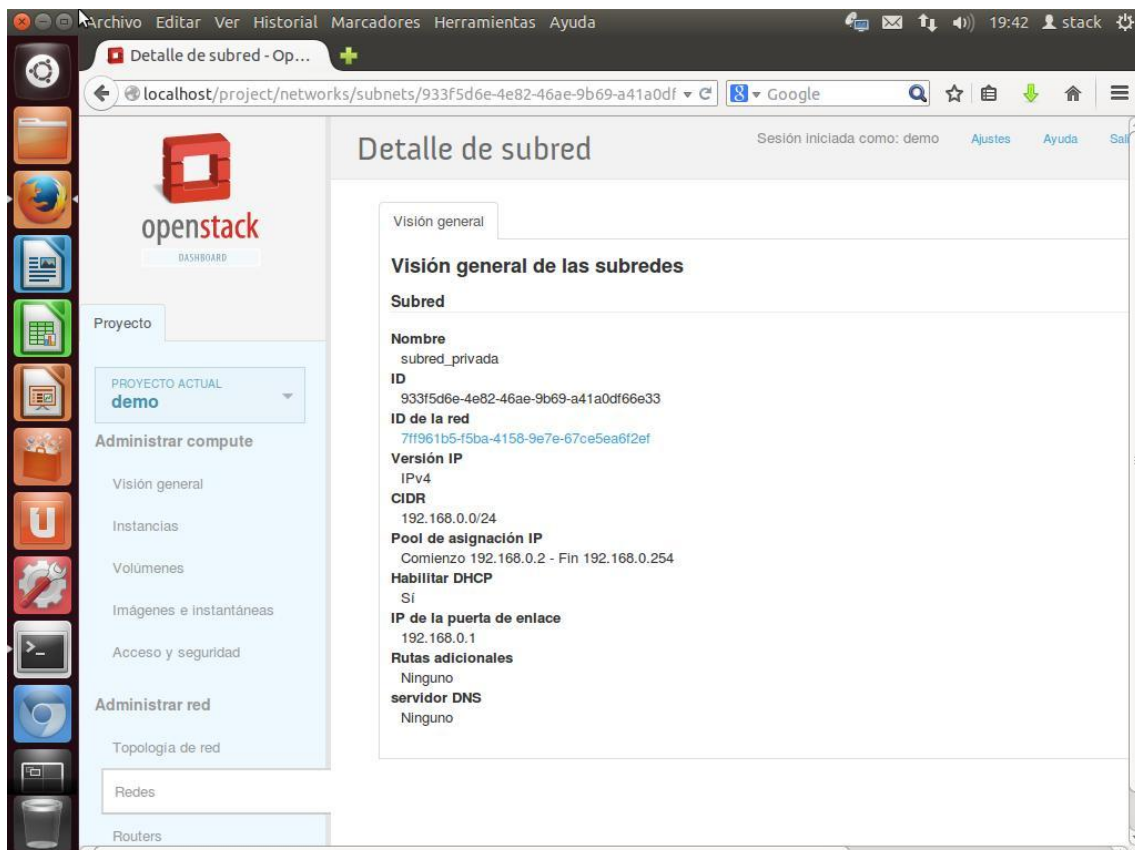 Archivo Editar Ver Historial Marcadores Herramientas Ayuda
19:42 stack
Detalle de subred - Op...
localhost/project/networks/subnets/933f5d6e-4e82-46ae-9b69-a41a0df
Google
openstack
DASHBOARD
Proyecto
PROYECTO ACTUAL
demo
Administrar compute
Visión general
Instancias
Volúmenes
Imágenes e instantáneas
Acceso y seguridad
Administrar red
Topología de red
Redes
Routers
Detalle de subred
Sesión iniciada como: demo
Ajustes
Ayuda
Sali
Visión general
Visión general de las subredes
Subred
Nombre
subred_privada
ID
933f5d6e-4e82-46ae-9b69-a41a0df66e33
ID de la red
7ff961b5-f5ba-4158-9e7e-67ce5ea6f2ef
Versión IP
IPv4
CIDR
192.168.0.0/24
Pool de asignación IP
Comienzo 192.168.0.2 - Fin 192.168.0.254
Habilitar DHCP
Sí
IP de la puerta de enlace
192.168.0.1
Rutas adicionales
Ninguno
servidor DNS
Ninguno